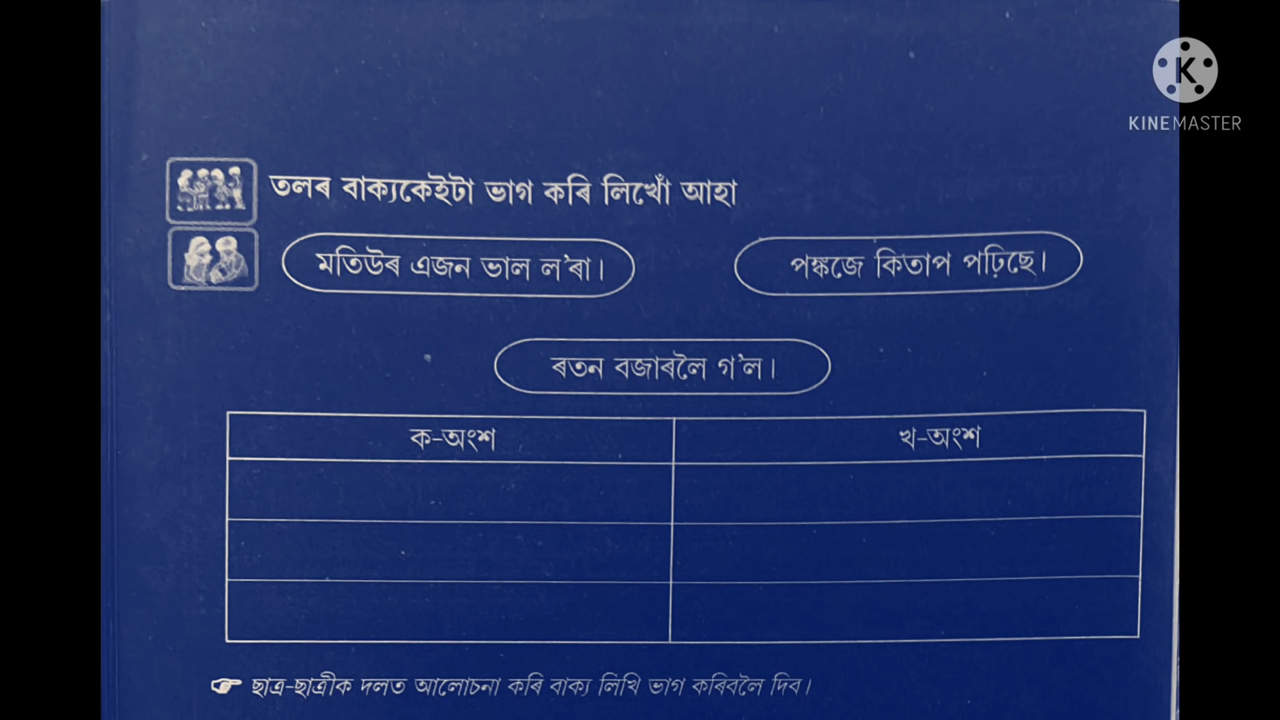 KINEMASTER
তলৰ বাক্যকেইটা ভাগ কৰি লিখোঁ আহা
মতিউৰ এজন ভাল ল'ৰা।
পঙ্কজে কিতাপ পঢ়িছে।
ৰতন বজাৰলৈ গ'ল।
ক-অংশ
খ-অংশ
ছাত্ৰ-ছাত্ৰীক দলত আলোচনা কৰি বাক্য লিখি ভাগ কৰিবলৈ দিব।